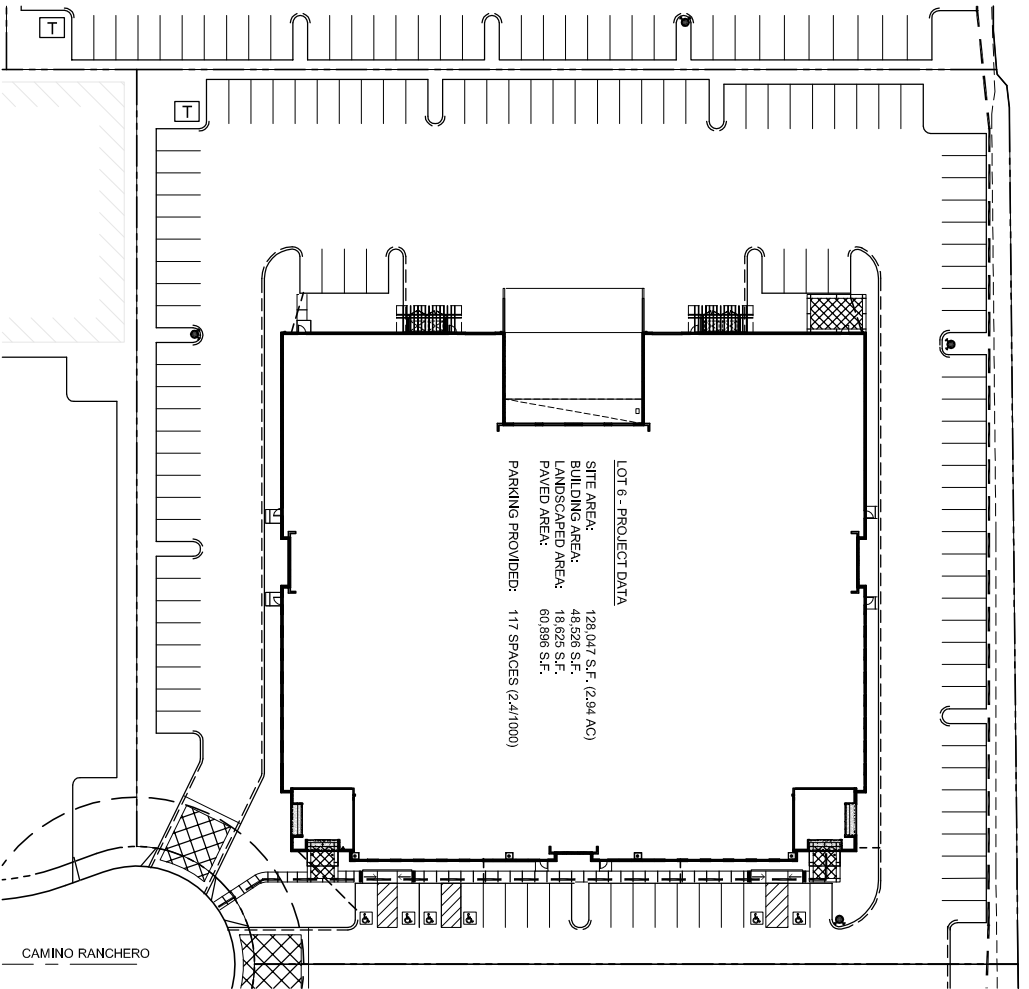 T
T
LOT 6 - PROJECT DATA
SITE AREA: 128,047 S.F. (2.94 AC)
BUILDING AREA: 48,526 S.F.
LANDSCAPED AREA: 18,625 S.F.
PAVED AREA: 60,896 S.F.
PARKING PROVIDED: 117 SPACES (2.4/1000)
CAMINO RANCHERO